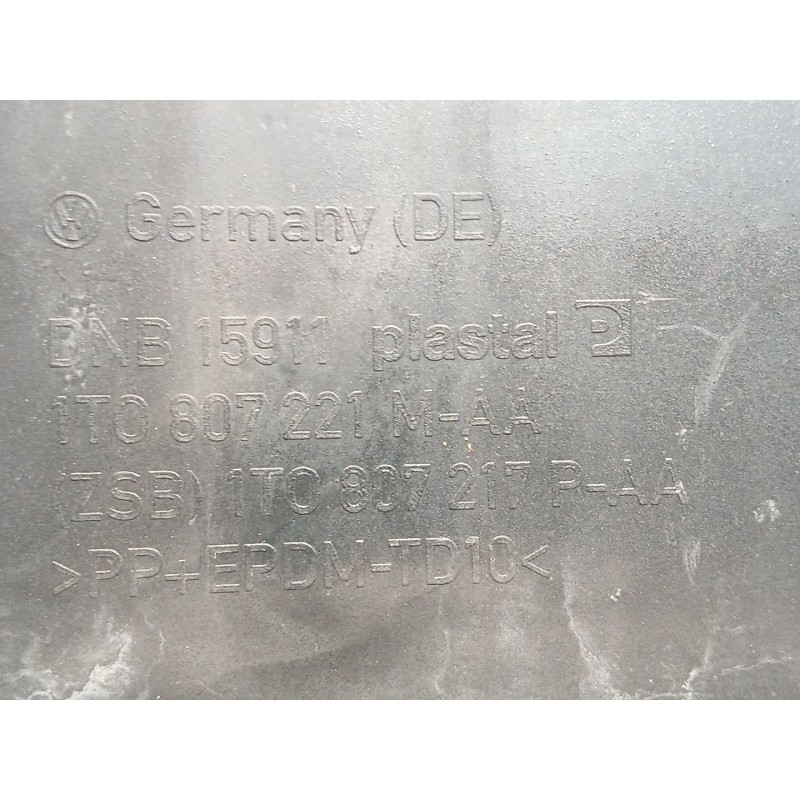 Germany (DE)
DNB 15911 plastal P
1T0 807 221 M-AA
(ZSB) 1T0 807 217 P-AA
>PP+EPDM-TD10<